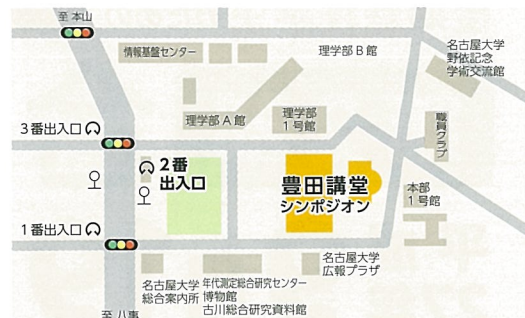 至 本山
情報基盤センター
理学部Ｂ館
名古屋大学
野依記念
学術交流館
理学部Ａ館
理学部
１号館
職員クラブ
３番出入口
２番
出入口
豊田講堂
シンポジオン
本部
１号館
１番出入口
名古屋大学
広報プラザ
名古屋大学
総合案内所
年代測定総合研究センター
博物館
古川総合研究資料館
至 八事